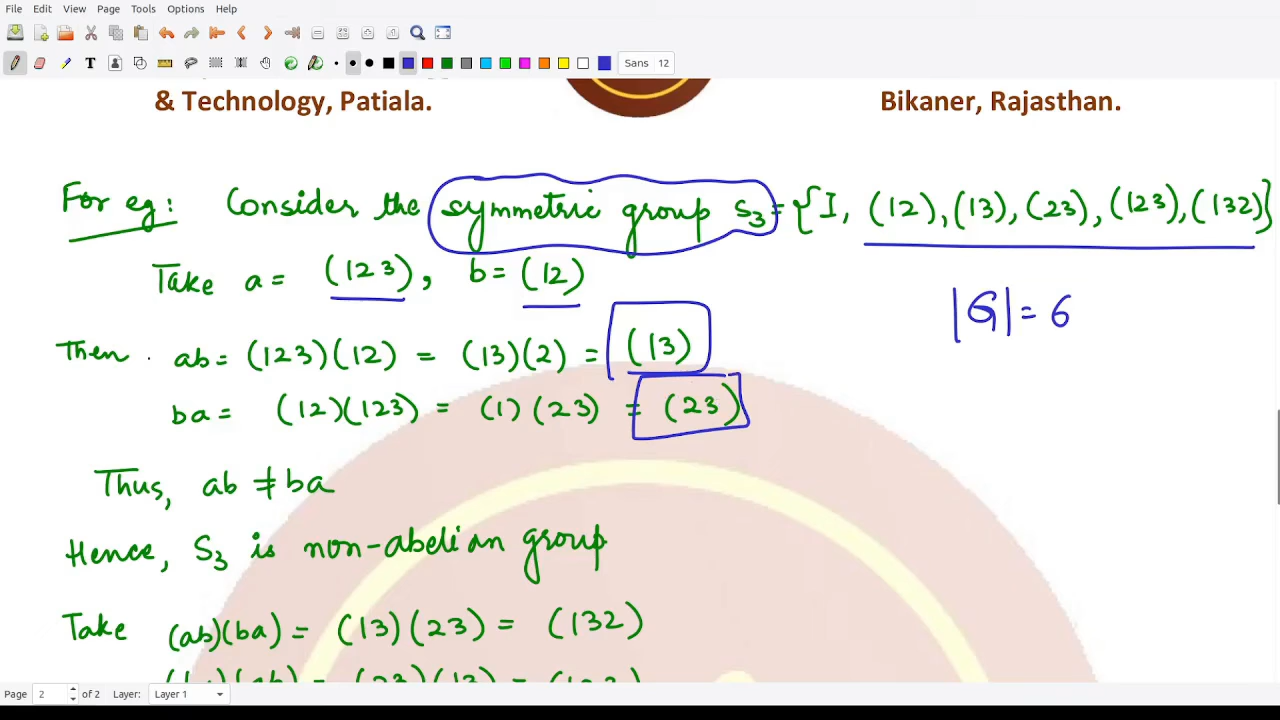 File Edit View Page Tools Options Help
Sans 12
& Technology, Patiala.
Bikaner, Rajasthan.
For eg: Consider the symmetric group S3 = {I, (12), (13), (23), (123), (132)}
Take a = (123), b = (12)
|G| = 6
Then ab = (123)(12) = (13)(2) = (13)
ba = (12)(123) = (1)(23) = (23)
Thus, ab ≠ ba
Hence, S3 is non-abelian group
Take (ab)(ba) = (13)(23) = (132)
Page 2 of 2 Layer: Layer 1